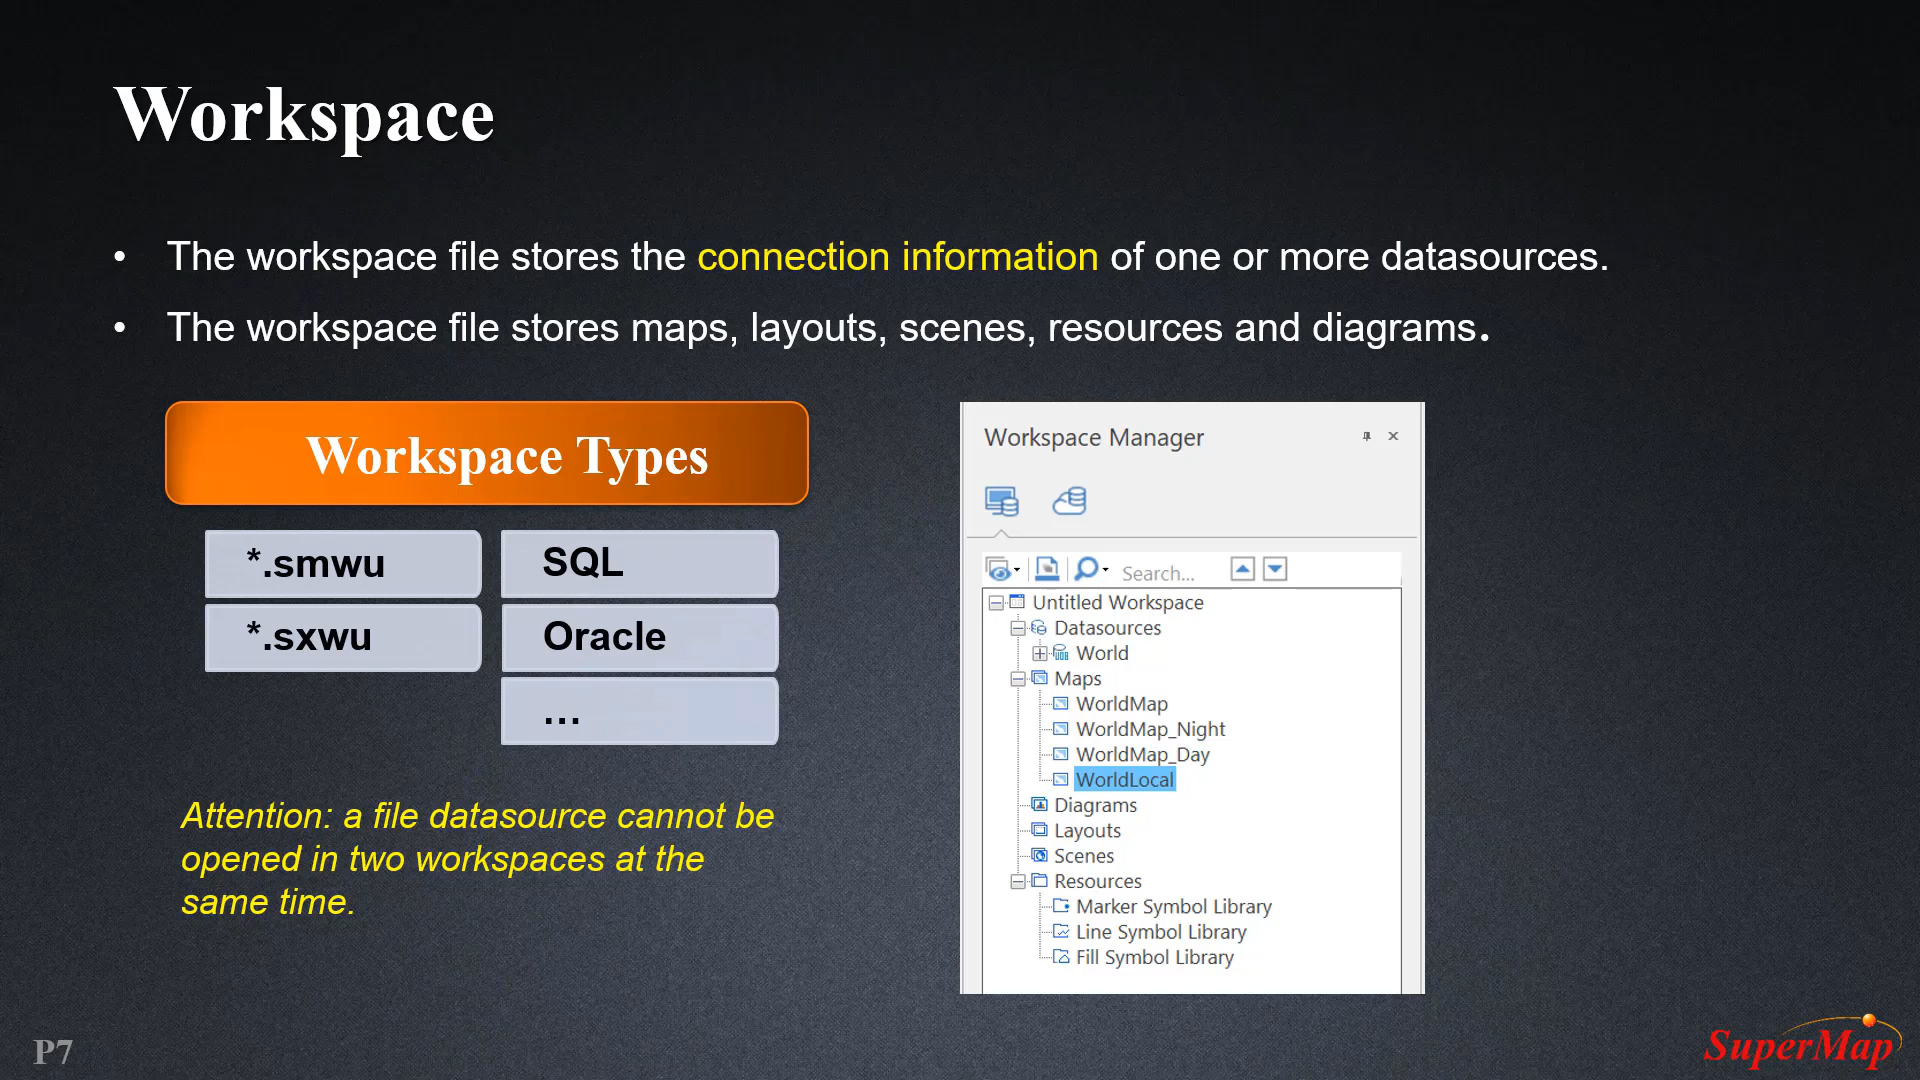 Workspace
• The workspace file stores the connection information of one or more datasources.
• The workspace file stores maps, layouts, scenes, resources and diagrams.
Workspace Types
*.smwu
SQL
*.sxwu
Oracle
...
Attention: a file datasource cannot be
opened in two workspaces at the
same time.
Workspace Manager
Search...
Untitled Workspace
Datasources
World
Maps
WorldMap
WorldMap_Night
WorldMap_Day
WorldLocal
Diagrams
Layouts
Scenes
Resources
Marker Symbol Library
Line Symbol Library
Fill Symbol Library
P7
SuperMap